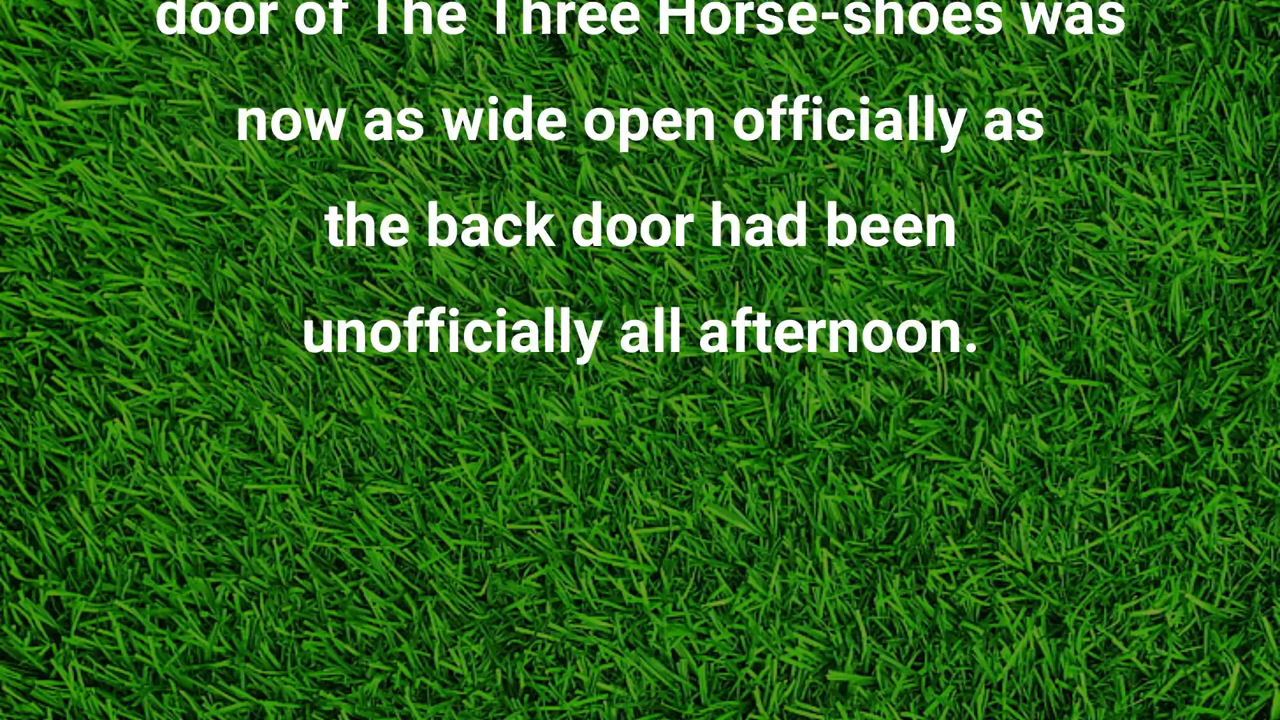 door of The Three Horse-shoes was
now as wide open officially as
the back door had been
unofficially all afternoon.